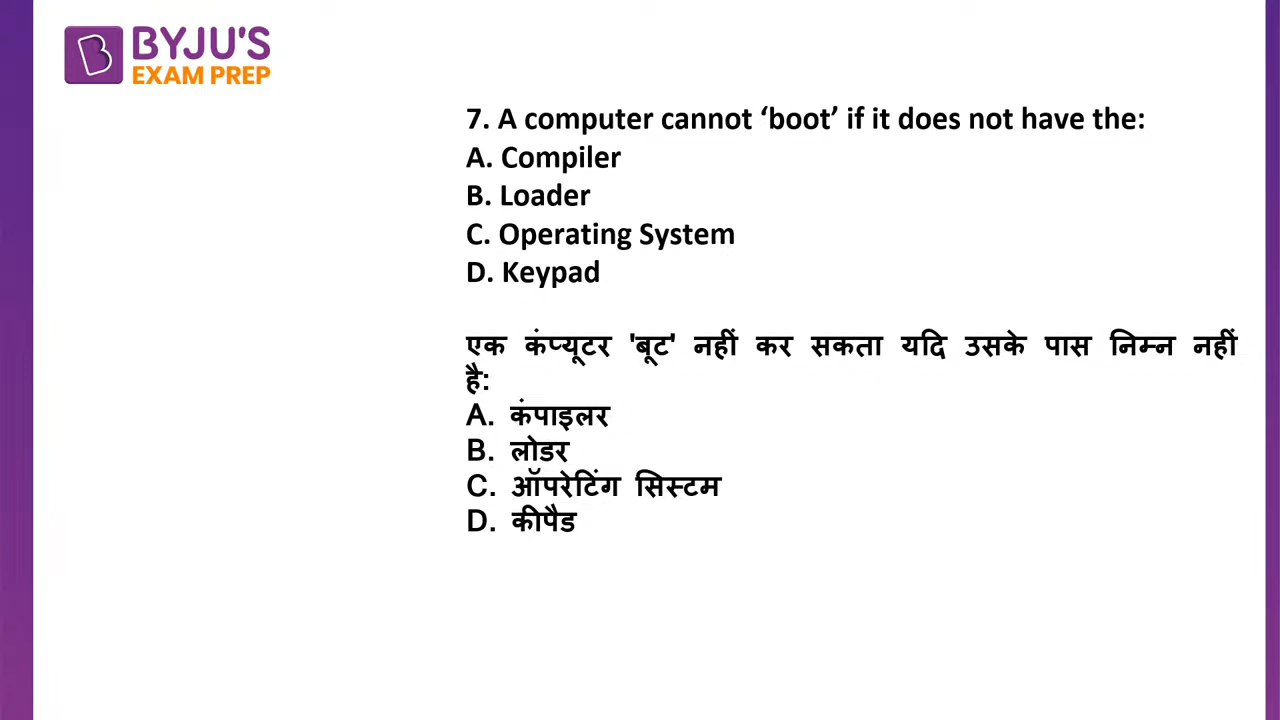 BYJU'S
EXAM PREP
7. A computer cannot ‘boot’ if it does not have the:
A. Compiler
B. Loader
C. Operating System
D. Keypad
एक कंप्यूटर 'बूट' नहीं कर सकता यदि उसके पास निम्न नहीं
है:
A. कंपाइलर
B. लोडर
C. ऑपरेटिंग सिस्टम
D. कीपैड